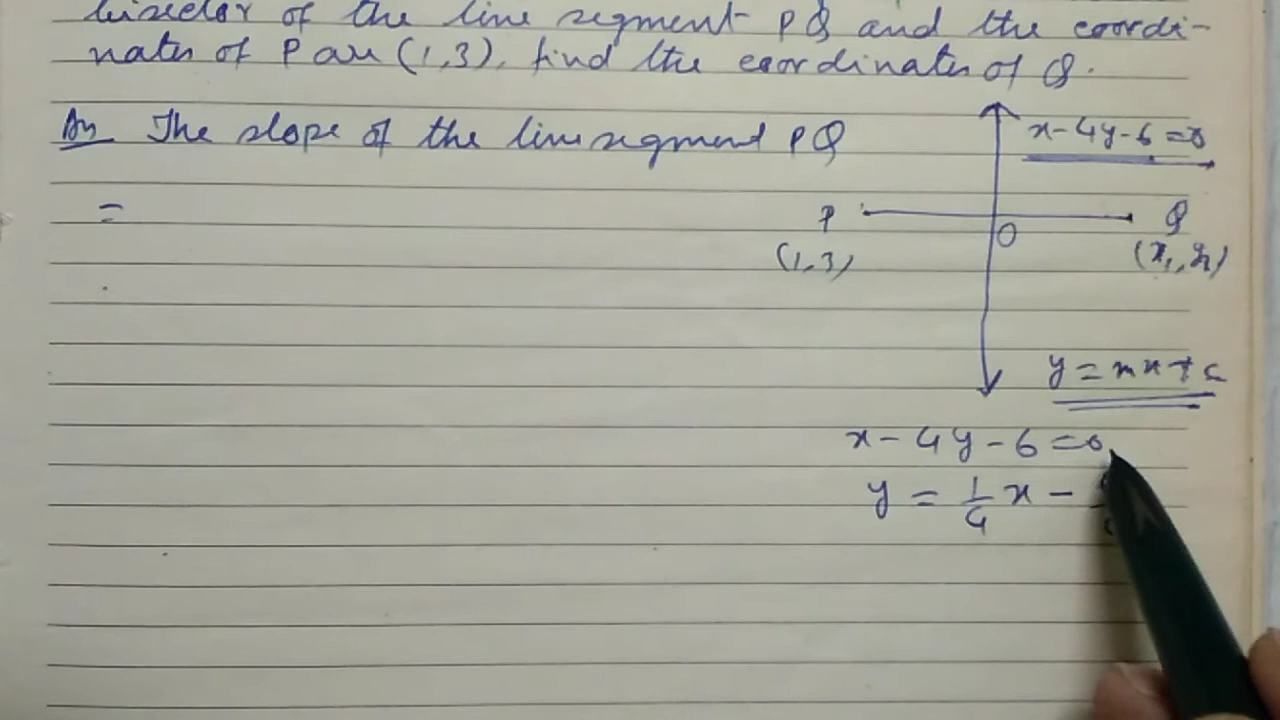 bisector of the line segment PQ and the coordi-
nates of P are (1,3), find the coordinates of Q.
Ans The slope of the line segment PQ
=
x-4y-6=0
P
O
Q
(1,3)
(x₁,y₁)
y=mx+c
x-4y-6=0
y = 1/4 x -